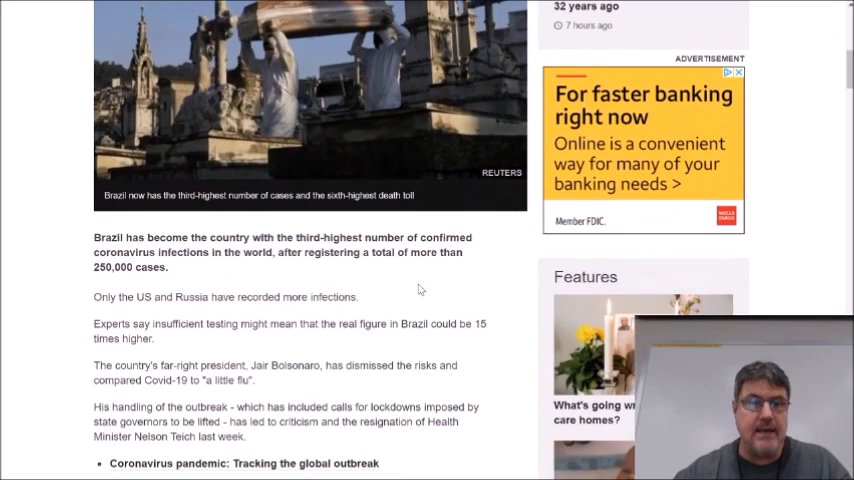 32 years ago
7 hours ago
ADVERTISEMENT
For faster banking
right now
Online is a convenient
way for many of your
banking needs >
Member FDIC.
WELLS
FARGO
REUTERS
Brazil now has the third-highest number of cases and the sixth-highest death toll
Brazil has become the country with the third-highest number of confirmed
coronavirus infections in the world, after registering a total of more than
250,000 cases.
Only the US and Russia have recorded more infections.
Experts say insufficient testing might mean that the real figure in Brazil could be 15
times higher.
The country's far-right president, Jair Bolsonaro, has dismissed the risks and
compared Covid-19 to "a little flu".
His handling of the outbreak - which has included calls for lockdowns imposed by
state governors to be lifted - has led to criticism and the resignation of Health
Minister Nelson Teich last week.
Coronavirus pandemic: Tracking the global outbreak
Features
What's going
care homes?